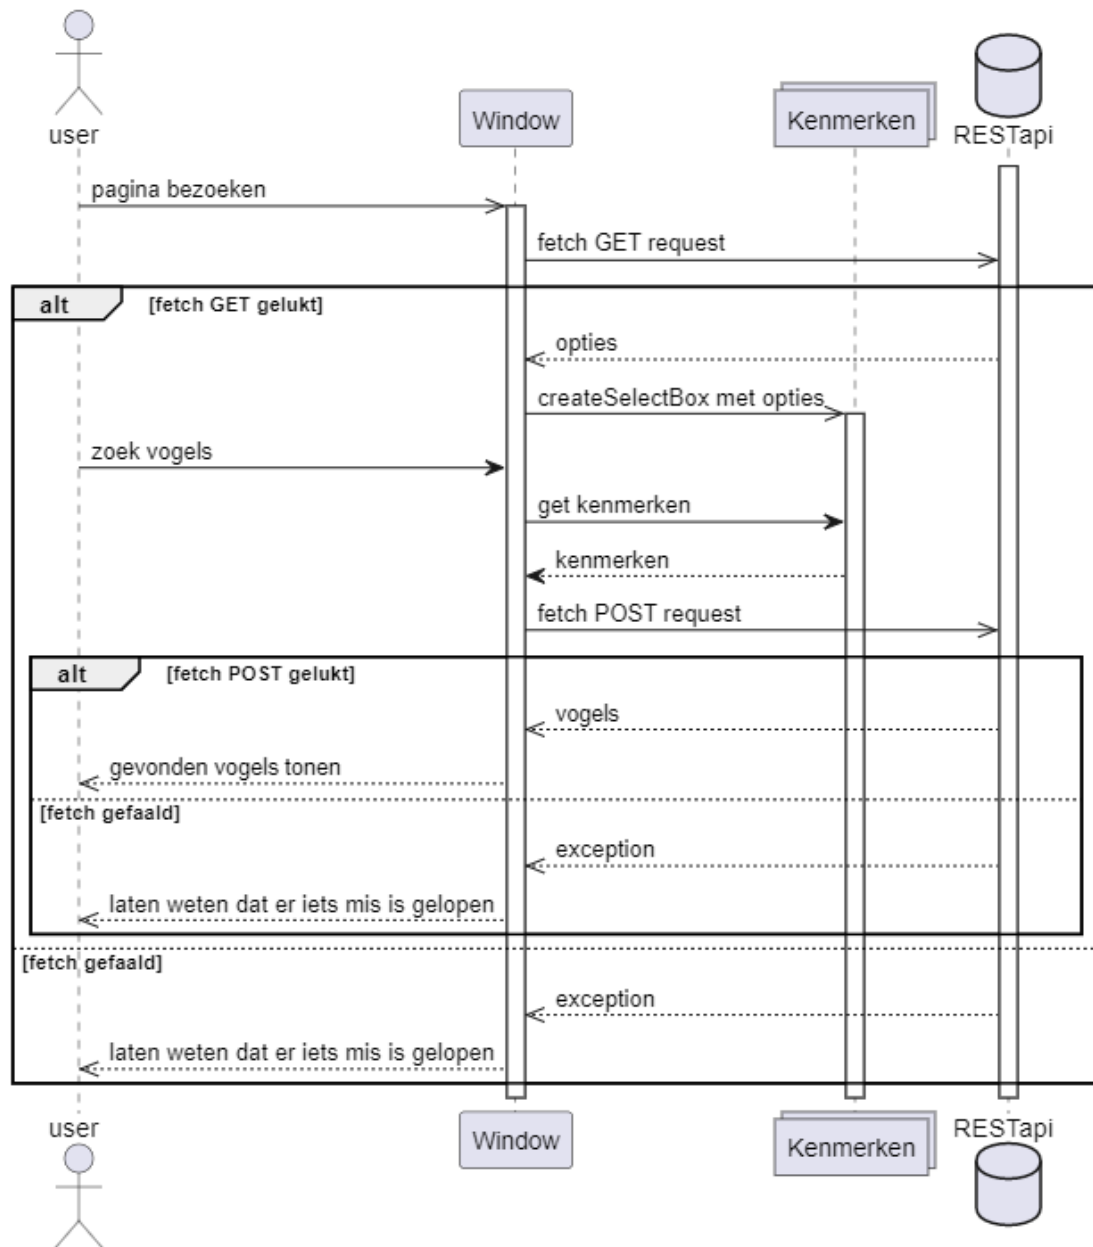 user
Window
Kenmerken
RESTapi
pagina bezoeken
fetch GET request
alt [fetch GET gelukt]
opties
createSelectBox met opties
zoek vogels
get kenmerken
kenmerken
fetch POST request
alt [fetch POST gelukt]
vogels
gevonden vogels tonen
[fetch gefaald]
exception
laten weten dat er iets mis is gelopen
[fetch gefaald]
exception
laten weten dat er iets mis is gelopen
user
Window
Kenmerken
RESTapi